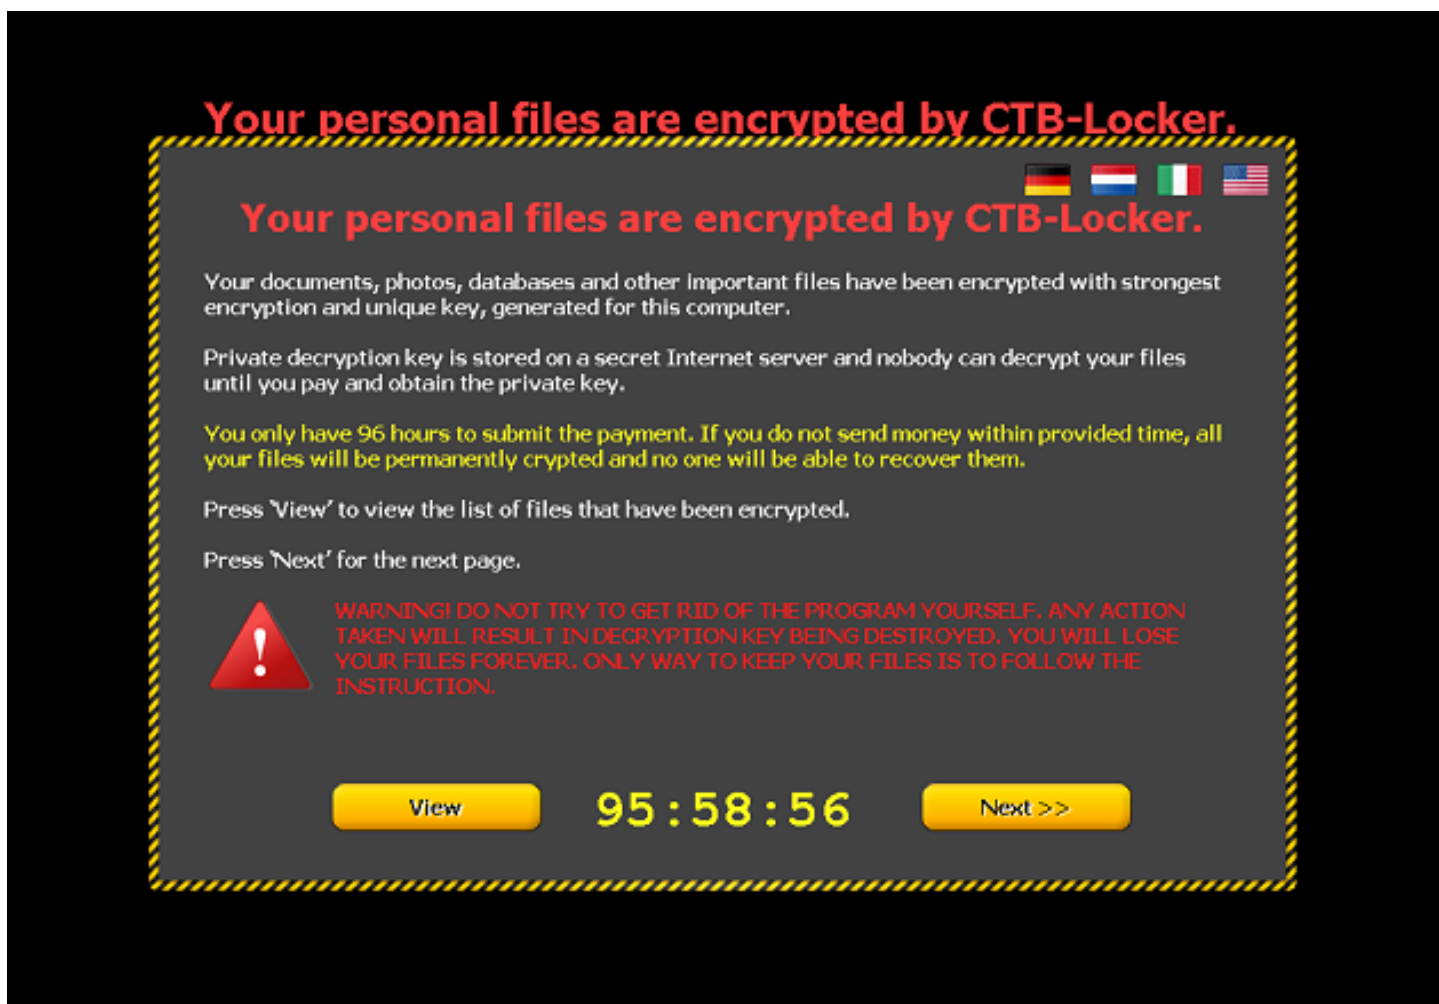 Your personal files are encrypted by CTB-Locker.
Your personal files are encrypted by CTB-Locker.
Your documents, photos, databases and other important files have been encrypted with strongest
encryption and unique key, generated for this computer.
Private decryption key is stored on a secret Internet server and nobody can decrypt your files
until you pay and obtain the private key.
You only have 96 hours to submit the payment. If you do not send money within provided time, all
your files will be permanently crypted and no one will be able to recover them.
Press 'View' to view the list of files that have been encrypted.
Press 'Next' for the next page.
WARNING! DO NOT TRY TO GET RID OF THE PROGRAM YOURSELF. ANY ACTION
TAKEN WILL RESULT IN DECRYPTION KEY BEING DESTROYED. YOU WILL LOSE
YOUR FILES FOREVER. ONLY WAY TO KEEP YOUR FILES IS TO FOLLOW THE
INSTRUCTION.
View
95:58:56
Next >>